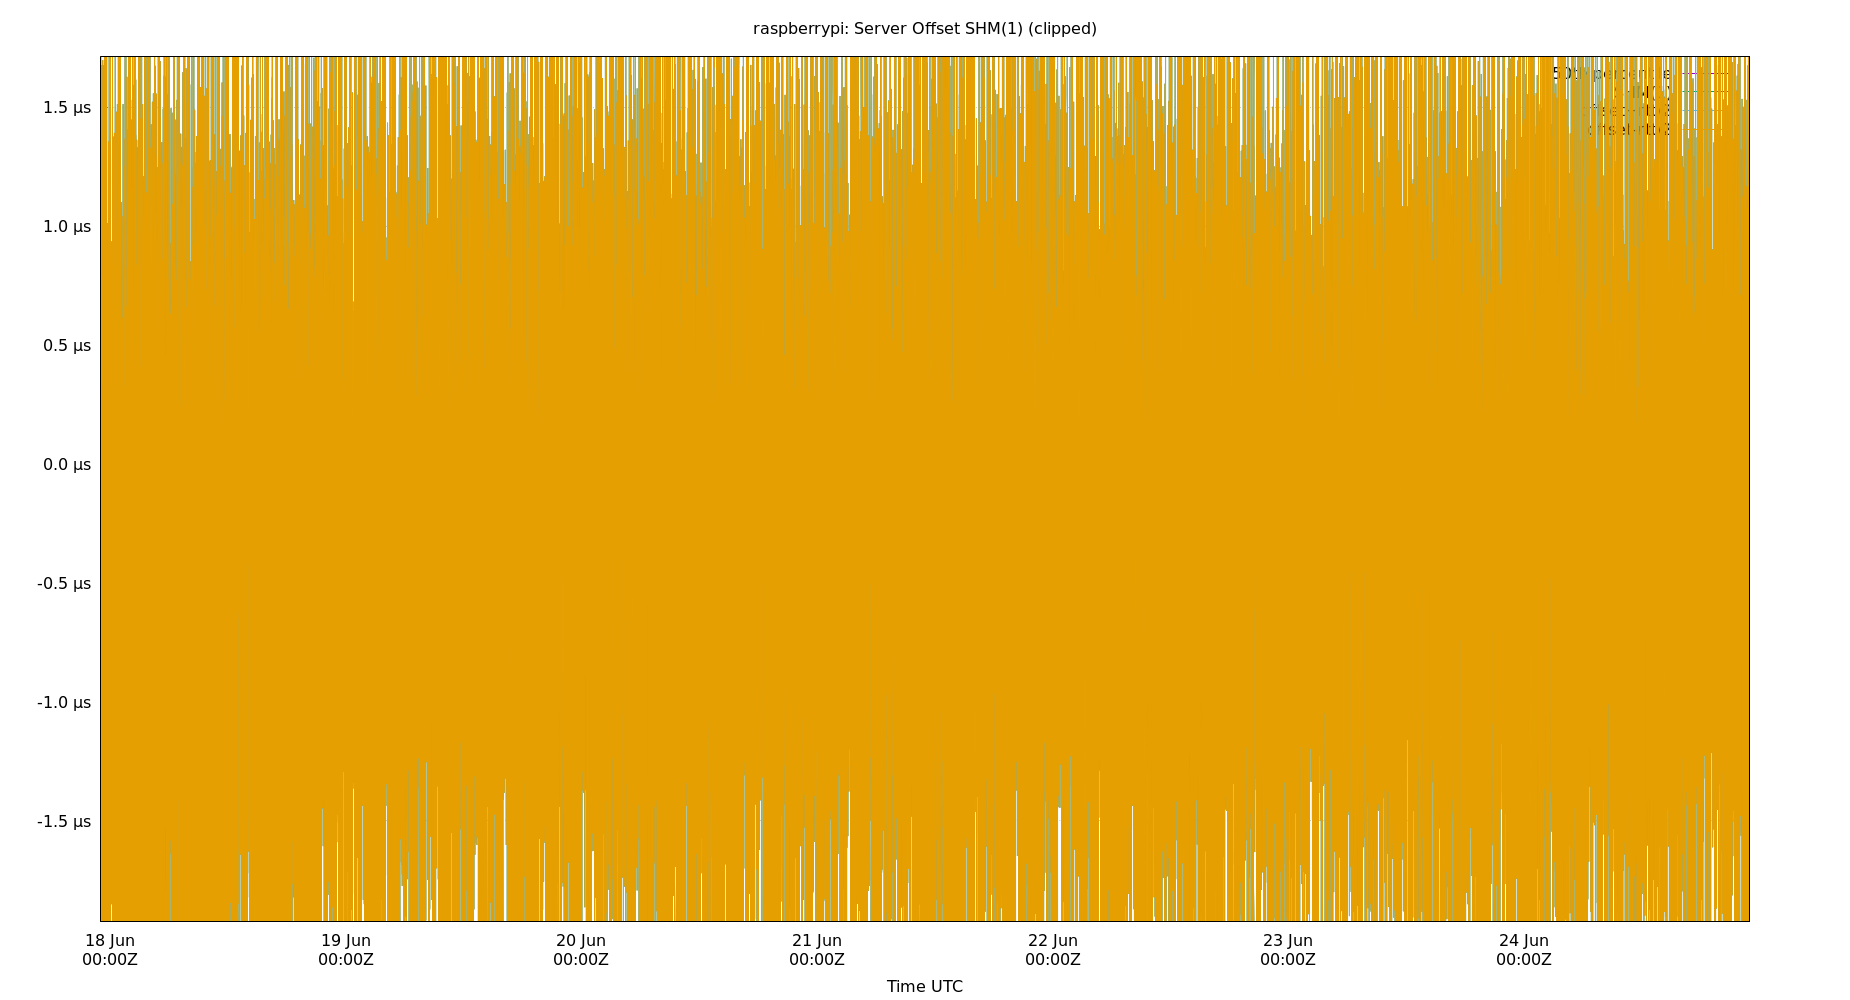 raspberrypi: Server Offset SHM(1) (clipped)
1.5 µs
1.0 µs
0.5 µs
0.0 µs
-0.5 µs
-1.0 µs
-1.5 µs
18 Jun 19 Jun 20 Jun 21 Jun 22 Jun 23 Jun 24 Jun
00:00Z 00:00Z 00:00Z 00:00Z 00:00Z 00:00Z 00:00Z
Time UTC